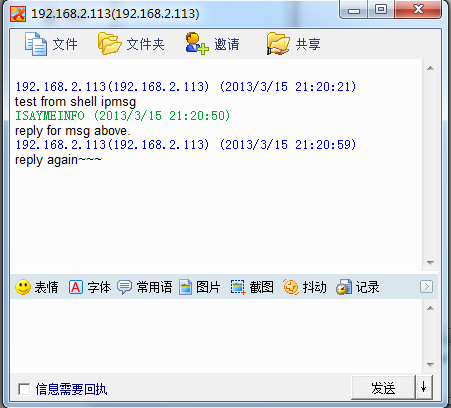 192.168.2.113(192.168.2.113)
文件 文件夹 邀请 共享
192.168.2.113(192.168.2.113) (2013/3/15 21:20:21)
test from shell ipmsg
ISAYMEINFO (2013/3/15 21:20:50)
reply for msg above.
192.168.2.113(192.168.2.113) (2013/3/15 21:20:59)
reply again~~~
表情 A 字体 常用语 图片 截图 抖动 记录
信息需要回执 发送